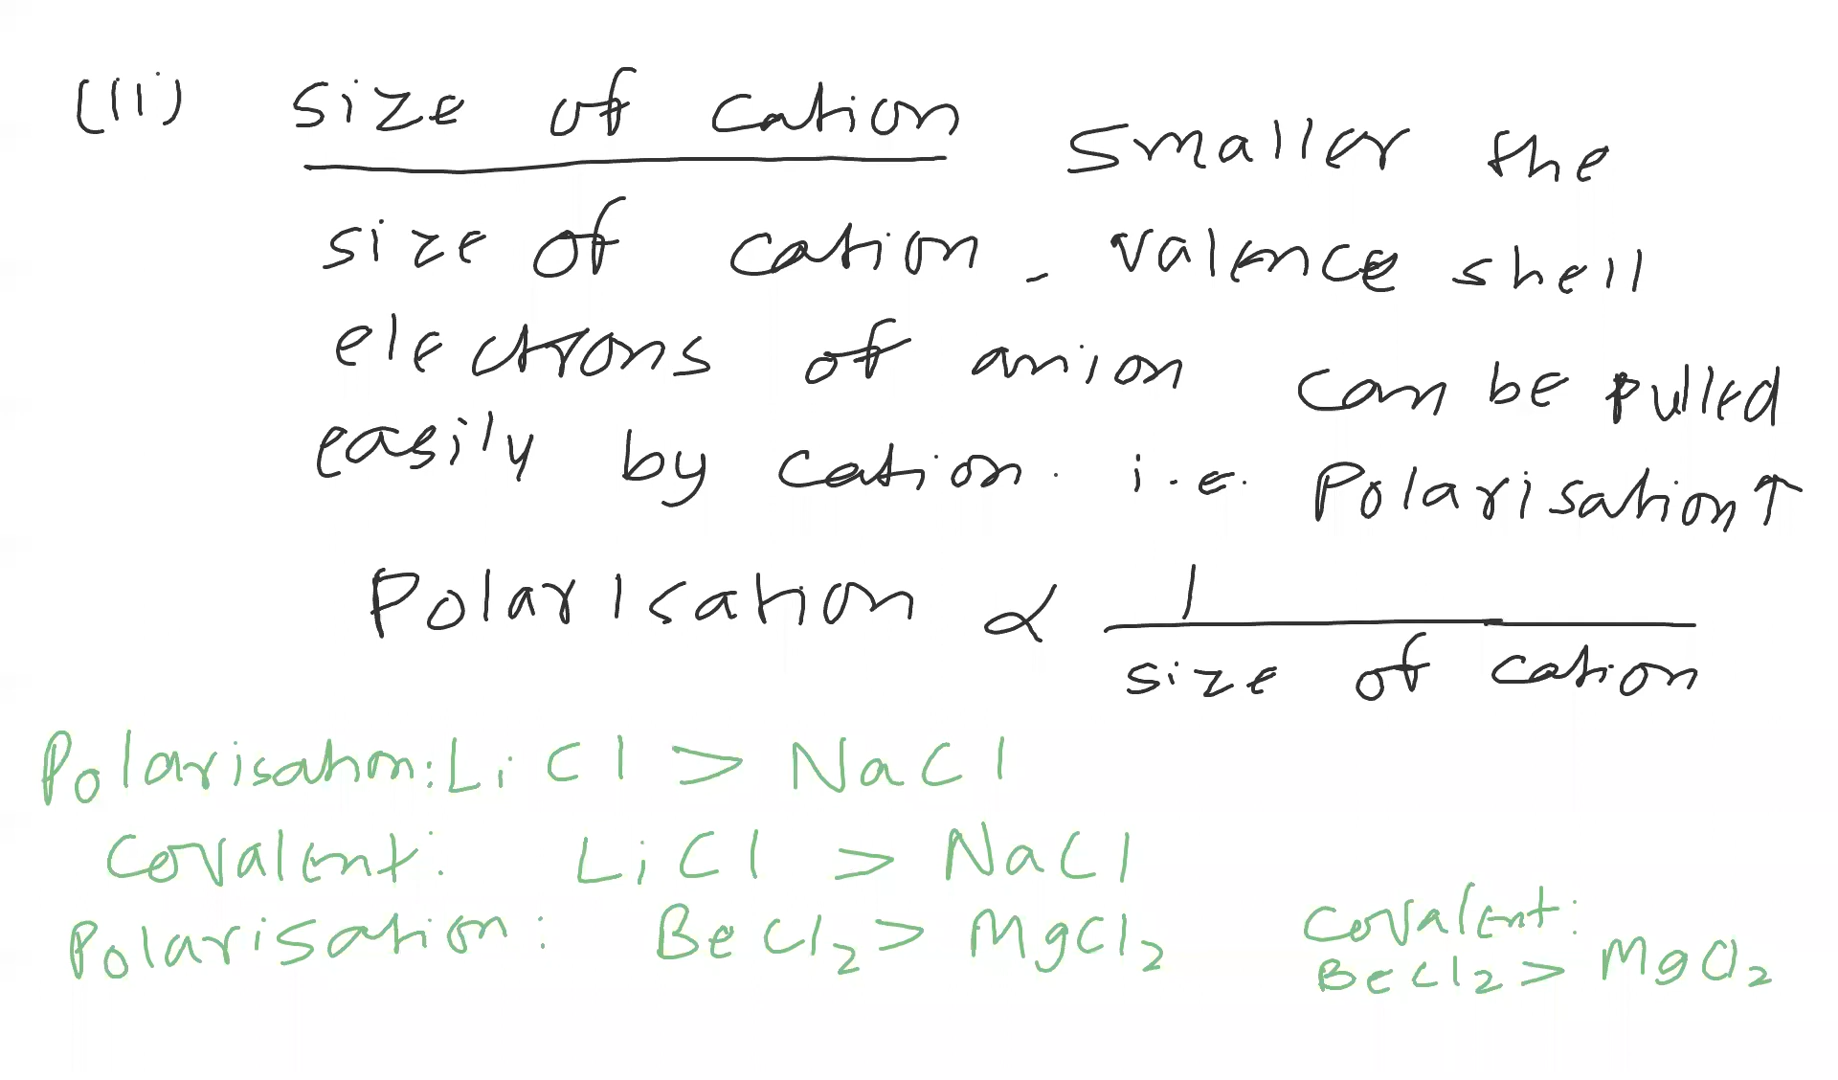 (ii) size of cation smaller the
size of cation, valence shell
electrons of anion can be pulled
easily by cation. i.e. Polarisation↑
Polarisation ∝ 1/size of cation
Polarisation: LiCl > NaCl
Covalent: LiCl > NaCl
Polarisation: BeCl₂ > MgCl₂
Covalent:
BeCl₂ > MgCl₂